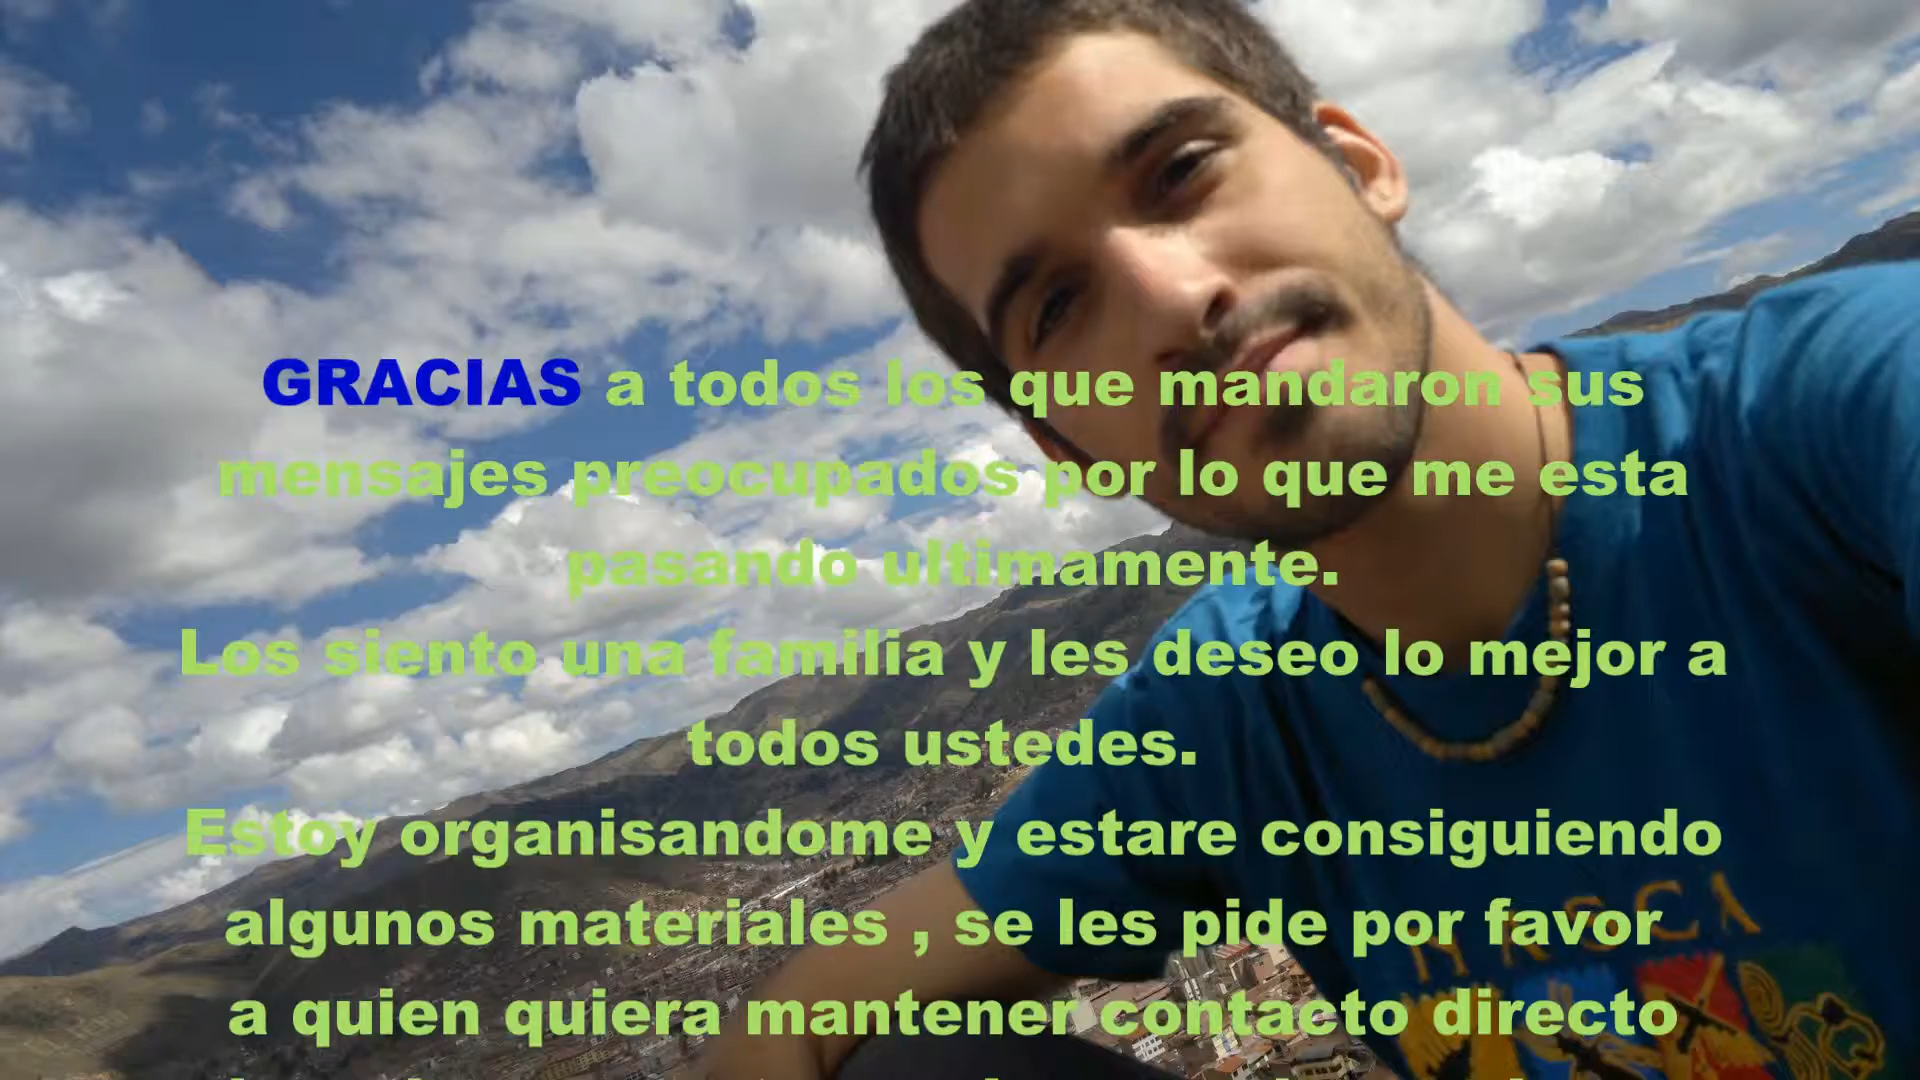 GRACIAS a todos los que mandaron sus
mensajes preocupados por lo que me esta
pasando ultimamente.
Los siento una familia y les deseo lo mejor a
todos ustedes.
Estoy organisandome y estare consiguiendo
algunos materiales , se les pide por favor
a quien quiera mantener contacto directo
NASCA